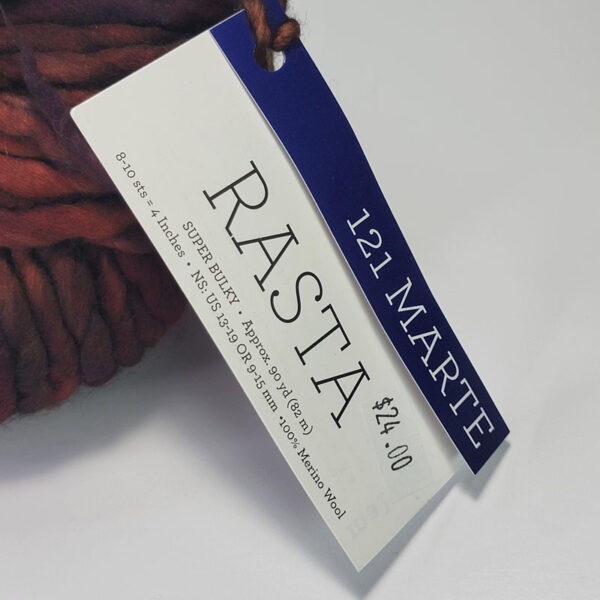 121 MARTE
RASTA
$24.00
SUPER BULKY • Approx. 90 yd (82 m)
8-10 sts = 4 Inches • NS: US 13-19 OR 9-15 mm •100% Merino Wool